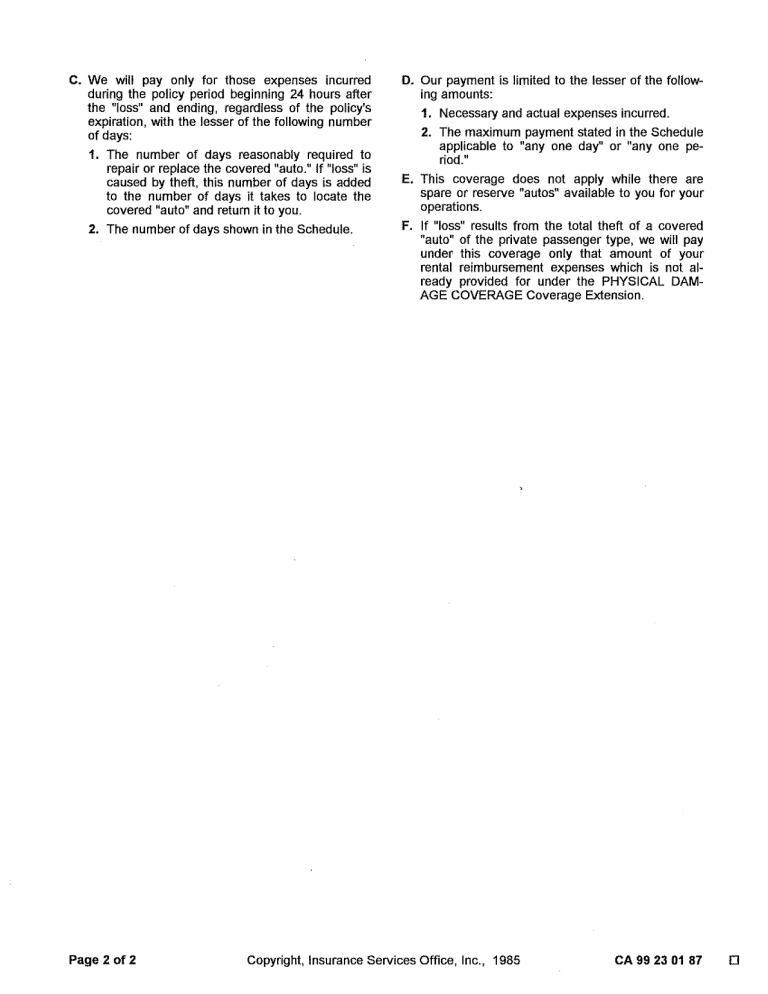 C. We will pay only for those expenses incurred
during the policy period beginning 24 hours after
the "loss" and ending, regardless of the policy's
expiration, with the lesser of the following number
of days:
1. The number of days reasonably required to
repair or replace the covered "auto." If "loss" is
caused by theft, this number of days is added
to the number of days it takes to locate the
covered "auto" and return it to you.
2. The number of days shown in the Schedule.
D. Our payment is limited to the lesser of the follow-
ing amounts:
1. Necessary and actual expenses incurred.
2. The maximum payment stated in the Schedule
applicable to "any one day" or "any one pe-
riod."
E. This coverage does not apply while there are
spare or reserve "autos" available to you for your
operations.
F. If "loss" results from the total theft of a covered
"auto" of the private passenger type, we will pay
under this coverage only that amount of your
rental reimbursement expenses which is not al-
ready provided for under the PHYSICAL DAM-
AGE COVERAGE Coverage Extension.
Page 2 of 2 Copyright, Insurance Services Office, Inc., 1985 CA 99 23 01 87